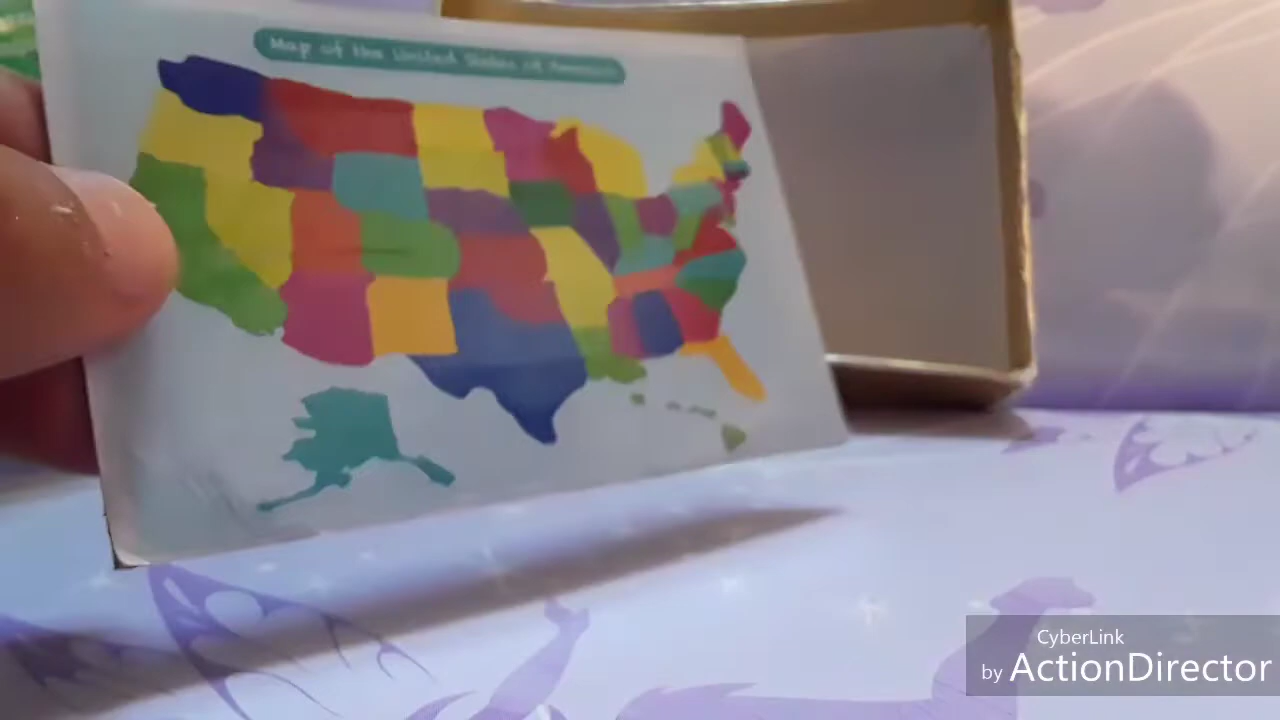 Map of the United States of America
CyberLink
by ActionDirector